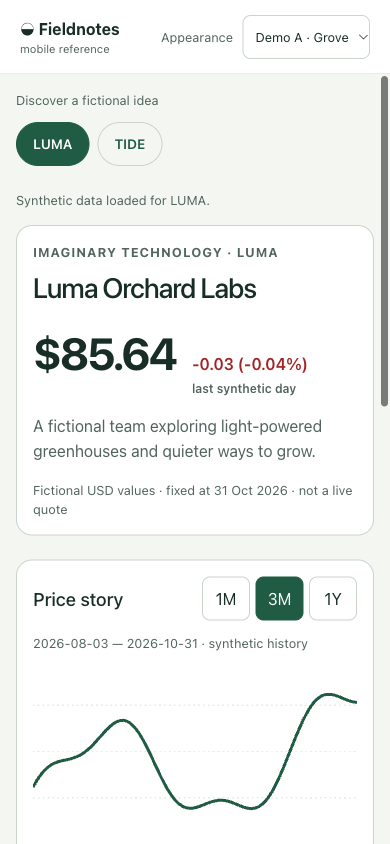 Fieldnotes
mobile reference
Appearance
Demo A · Grove
Discover a fictional idea
LUMA
TIDE
Synthetic data loaded for LUMA.
IMAGINARY TECHNOLOGY · LUMA
Luma Orchard Labs
$85.64
-0.03 (-0.04%)
last synthetic day
A fictional team exploring light-powered
greenhouses and quieter ways to grow.
Fictional USD values · fixed at 31 Oct 2026 · not a live
quote
Price story
1M
3M
1Y
2026-08-03 — 2026-10-31 · synthetic history